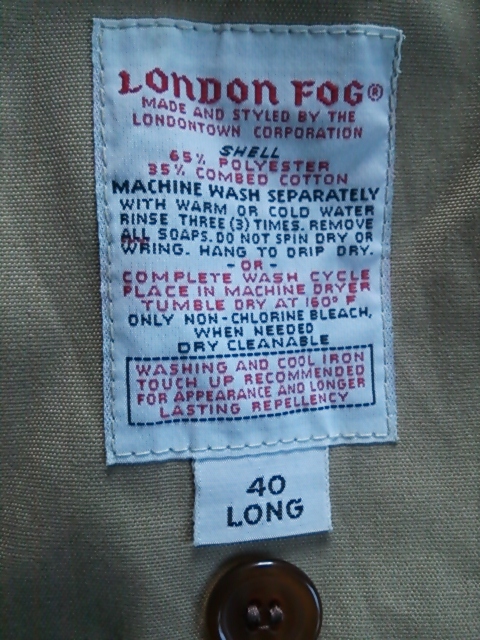 LONDON FOG®
MADE AND STYLED BY THE
LONDONTOWN CORPORATION
SHELL
65% POLYESTER
35% COMBED COTTON
MACHINE WASH SEPARATELY
WITH WARM OR COLD WATER
RINSE THREE (3) TIMES. REMOVE
ALL SOAPS. DO NOT SPIN DRY OR
WRING. HANG TO DRIP DRY.
- OR -
COMPLETE WASH CYCLE
PLACE IN MACHINE DRYER
TUMBLE DRY AT 160° F
ONLY NON-CHLORINE BLEACH,
WHEN NEEDED
DRY CLEANABLE
WASHING AND COOL IRON
TOUCH UP RECOMMENDED
FOR APPEARANCE AND LONGER
LASTING REPELLENCY
40
LONG